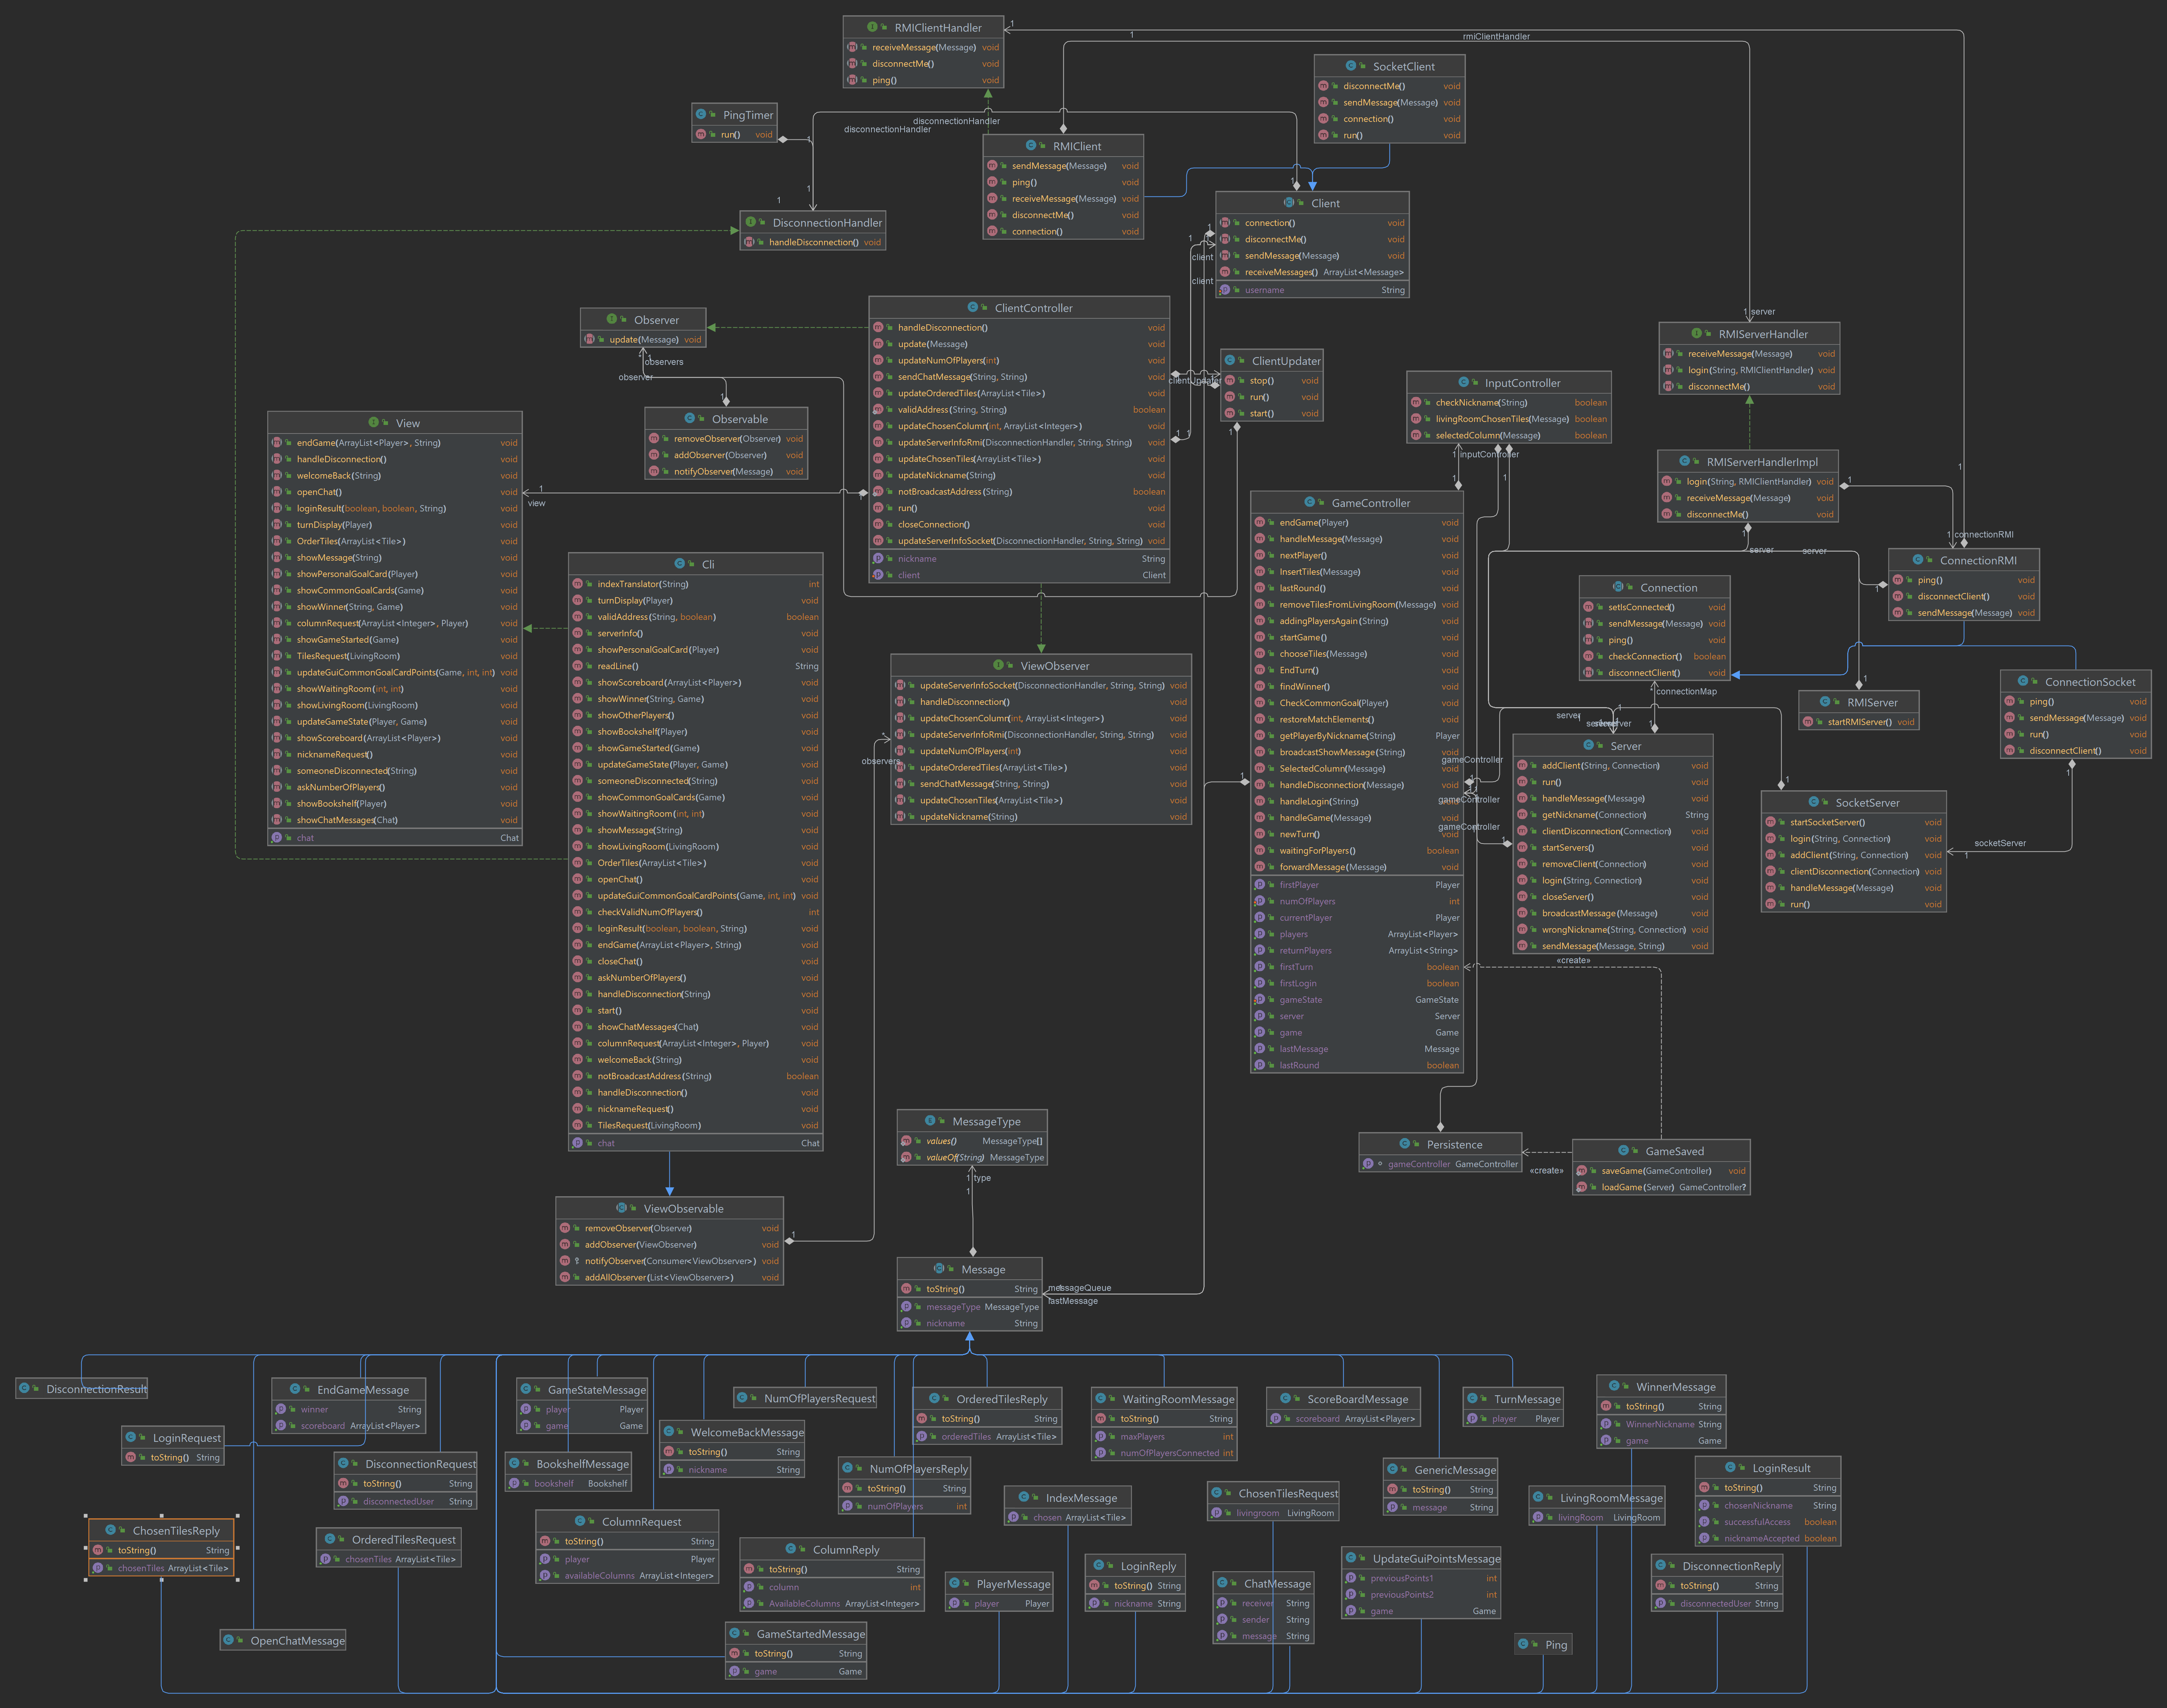 RMIClientHandler
receiveMessage(Message) void
disconnectMe() void
ping() void
1
1
rmiClientHandler
SocketClient
disconnectMe() void
sendMessage(Message) void
connection() void
run() void
PingTimer
run() void
1
1
1
disconnectionHandler
disconnectionHandler
RMIClient
sendMessage(Message) void
ping() void
receiveMessage(Message) void
disconnectMe() void
connection() void
1
DisconnectionHandler
handleDisconnection() void
Client
connection() void
disconnectMe() void
sendMessage(Message) void
receiveMessages() ArrayList<Message>
username String
1
1
client
client
Observer
update(Message) void
observers
observer
1
Observable
removeObserver(Observer) void
addObserver(Observer) void
notifyObserver(Message) void
ClientController
handleDisconnection() void
update(Message) void
updateNumOfPlayers(int) void
sendChatMessage(String, String) void
updateOrderedTiles(ArrayList<Tile>) void
validAddress(String, String) boolean
updateChosenColumn(int, ArrayList<Integer>) void
updateServerInfoRmi(DisconnectionHandler, String, String) void
updateChosenTiles(ArrayList<Tile>) void
updateNickname(String) void
notBroadcastAddress(String) boolean
run() void
closeConnection() void
updateServerInfoSocket(DisconnectionHandler, String, String) void
nickname String
client Client
clientUpdater
1 1
ClientUpdater
stop() void
run() void
start() void
1
InputController
checkNickname(String) boolean
livingRoomChosenTiles(Message) boolean
selectedColumn(Message) boolean
1
inputController
1
1 server
RMIServerHandler
receiveMessage(Message) void
login(String, RMIClientHandler) void
disconnectMe() void
RMIServerHandlerImpl
login(String, RMIClientHandler) void
receiveMessage(Message) void
disconnectMe() void
1
1
1
server
server
1 connectionRMI
ConnectionRMI
ping() void
disconnectClient() void
sendMessage(Message) void
1
View
endGame(ArrayList<Player>, String) void
handleDisconnection() void
welcomeBack(String) void
openChat() void
loginResult(boolean, boolean, String) void
turnDisplay(Player) void
OrderTiles(ArrayList<Tile>) void
showMessage(String) void
showPersonalGoalCard(Player) void
showCommonGoalCards(Game) void
showWinner(String, Game) void
columnRequest(ArrayList<Integer>, Player) void
showGameStarted(Game) void
TilesRequest(LivingRoom) void
updateGuiCommonGoalCardPoints(Game, int, int) void
showWaitingRoom(int, int) void
showLivingRoom(LivingRoom) void
updateGameState(Player, Game) void
showScoreboard(ArrayList<Player>) void
nicknameRequest() void
someoneDisconnected(String) void
askNumberOfPlayers() void
showBookshelf(Player) void
showChatMessages(Chat) void
chat Chat
1
view
1
Cli
indexTranslator(String) int
turnDisplay(Player) void
validAddress(String, boolean) boolean
serverInfo() void
showPersonalGoalCard(Player) void
readLine() String
showScoreboard(ArrayList<Player>) void
showWinner(String, Game) void
showOtherPlayers() void
showBookshelf(Player) void
showGameStarted(Game) void
updateGameState(Player, Game) void
someoneDisconnected(String) void
showCommonGoalCards(Game) void
showWaitingRoom(int, int) void
showMessage(String) void
showLivingRoom(LivingRoom) void
OrderTiles(ArrayList<Tile>) void
openChat() void
updateGuiCommonGoalCardPoints(Game, int, int) void
checkValidNumOfPlayers() int
loginResult(boolean, boolean, String) void
endGame(ArrayList<Player>, String) void
closeChat() void
askNumberOfPlayers() void
handleDisconnection(String) void
start() void
showChatMessages(Chat) void
columnRequest(ArrayList<Integer>, Player) void
welcomeBack(String) void
notBroadcastAddress(String) boolean
handleDisconnection() void
nicknameRequest() void
TilesRequest(LivingRoom) void
chat Chat
ViewObserver
updateServerInfoSocket(DisconnectionHandler, String, String) void
handleDisconnection() void
updateChosenColumn(int, ArrayList<Integer>) void
updateServerInfoRmi(DisconnectionHandler, String, String) void
updateNumOfPlayers(int) void
updateOrderedTiles(ArrayList<Tile>) void
sendChatMessage(String, String) void
updateChosenTiles(ArrayList<Tile>) void
updateNickname(String) void
observers
GameController
endGame(Player) void
handleMessage(Message) void
nextPlayer() void
InsertTiles(Message) void
lastRound() void
removeTilesFromLivingRoom(Message) void
addingPlayersAgain(String) void
startGame() void
chooseTiles(Message) void
EndTurn() void
findWinner() void
CheckCommonGoal(Player) void
restoreMatchElements() void
getPlayerByNickname(String) Player
broadcastShowMessage(String) void
SelectedColumn(Message) void
handleDisconnection(Message) void
handleLogin(String) void
handleGame(Message) void
newTurn() void
waitingForPlayers() boolean
forwardMessage(Message) void
firstPlayer Player
numOfPlayers int
currentPlayer Player
players ArrayList<Player>
returnPlayers ArrayList<String>
firstTurn boolean
firstLogin boolean
gameState GameState
server Server
game Game
lastMessage Message
lastRound boolean
gameController
gameController
gameController
1
Connection
setIsConnected() void
sendMessage(Message) void
ping() void
checkConnection() boolean
disconnectClient() void
connectionMap
server
server
RMIServer
startRMIServer() void
1
ConnectionSocket
ping() void
sendMessage(Message) void
run() void
disconnectClient() void
1
Server
addClient(String, Connection) void
run() void
handleMessage(Message) void
getNickname(Connection) String
clientDisconnection(Connection) void
startServers() void
removeClient(Connection) void
login(String, Connection) void
closeServer() void
broadcastMessage(Message) void
wrongNickname(String, Connection) void
sendMessage(Message, String) void
1
SocketServer
startSocketServer() void
login(String, Connection) void
addClient(String, Connection) void
clientDisconnection(Connection) void
handleMessage(Message) void
run() void
socketServer
1
«create»
MessageType
values() MessageType[]
valueOf(String) MessageType
1 type
1
Persistence
gameController GameController
«create»
GameSaved
saveGame(GameController) void
loadGame(Server) GameController?
ViewObservable
removeObserver(Observer) void
addObserver(ViewObserver) void
notifyObserver(Consumer<ViewObserver>) void
addAllObserver(List<ViewObserver>) void
1
Message
toString() String
messageType MessageType
nickname String
messageQueue
lastMessage
DisconnectionResult
EndGameMessage
winner String
scoreboard ArrayList<Player>
GameStateMessage
player Player
game Game
NumOfPlayersRequest
OrderedTilesReply
toString() String
orderedTiles ArrayList<Tile>
WaitingRoomMessage
toString() String
maxPlayers int
numOfPlayersConnected int
ScoreBoardMessage
scoreboard ArrayList<Player>
TurnMessage
player Player
WinnerMessage
toString() String
WinnerNickname String
game Game
LoginRequest
toString() String
DisconnectionRequest
toString() String
disconnectedUser String
BookshelfMessage
bookshelf Bookshelf
WelcomeBackMessage
toString() String
nickname String
NumOfPlayersReply
toString() String
numOfPlayers int
IndexMessage
chosen ArrayList<Tile>
ChosenTilesRequest
livingroom LivingRoom
GenericMessage
toString() String
message String
LivingRoomMessage
livingRoom LivingRoom
LoginResult
toString() String
chosenNickname String
successfulAccess boolean
nicknameAccepted boolean
ChosenTilesReply
toString() String
chosenTiles ArrayList<Tile>
OrderedTilesRequest
chosenTiles ArrayList<Tile>
ColumnRequest
toString() String
player Player
availableColumns ArrayList<Integer>
ColumnReply
toString() String
column int
AvailableColumns ArrayList<Integer>
PlayerMessage
player Player
LoginReply
toString() String
nickname String
ChatMessage
receiver String
sender String
message String
UpdateGuiPointsMessage
previousPoints1 int
previousPoints2 int
game Game
DisconnectionReply
toString() String
disconnectedUser String
OpenChatMessage
GameStartedMessage
toString() String
game Game
Ping